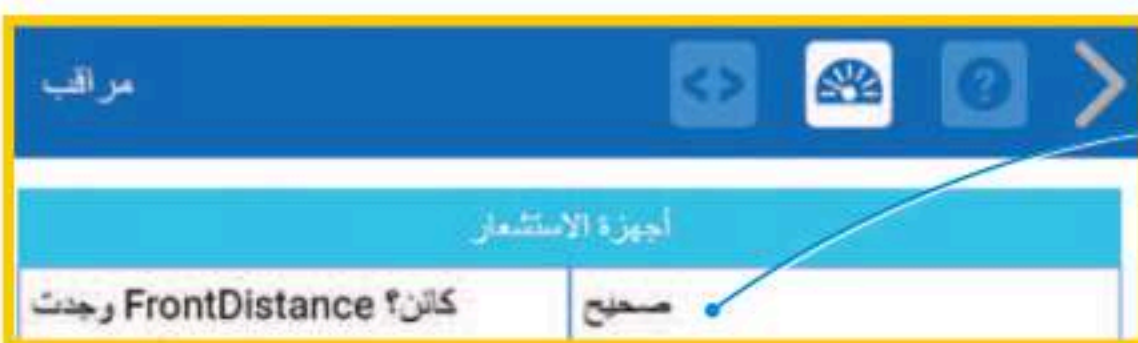 مراقب
أجهزة الاستشعار
وجدت FrontDistance كائن؟
صحيح